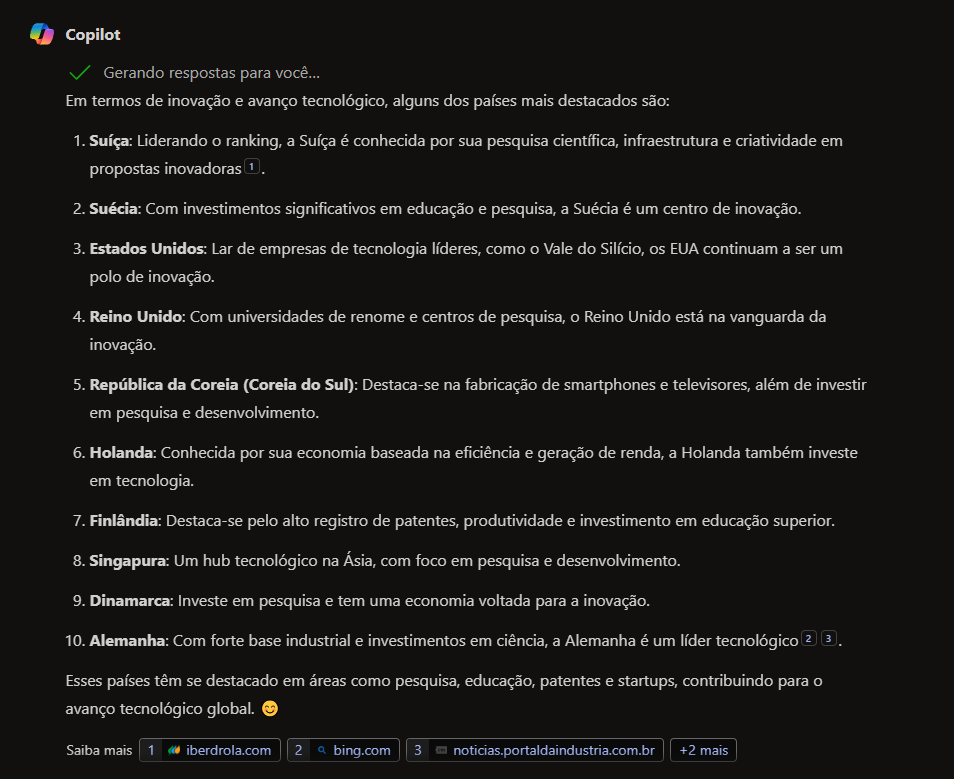 Copilot
Gerando respostas para você...
Em termos de inovação e avanço tecnológico, alguns dos países mais destacados são:
1. Suíça: Liderando o ranking, a Suíça é conhecida por sua pesquisa científica, infraestrutura e criatividade em
propostas inovadoras 1 .
2. Suécia: Com investimentos significativos em educação e pesquisa, a Suécia é um centro de inovação.
3. Estados Unidos: Lar de empresas de tecnologia líderes, como o Vale do Silício, os EUA continuam a ser um
polo de inovação.
4. Reino Unido: Com universidades de renome e centros de pesquisa, o Reino Unido está na vanguarda da
inovação.
5. República da Coreia (Coreia do Sul): Destaca-se na fabricação de smartphones e televisores, além de investir
em pesquisa e desenvolvimento.
6. Holanda: Conhecida por sua economia baseada na eficiência e geração de renda, a Holanda também investe
em tecnologia.
7. Finlândia: Destaca-se pelo alto registro de patentes, produtividade e investimento em educação superior.
8. Singapura: Um hub tecnológico na Ásia, com foco em pesquisa e desenvolvimento.
9. Dinamarca: Investe em pesquisa e tem uma economia voltada para a inovação.
10. Alemanha: Com forte base industrial e investimentos em ciência, a Alemanha é um líder tecnológico 2 3 .
Esses países têm se destacado em áreas como pesquisa, educação, patentes e startups, contribuindo para o
avanço tecnológico global. 😊
Saiba mais 1 iberdrola.com 2 bing.com 3 noticias.portaldaindustria.com.br +2 mais